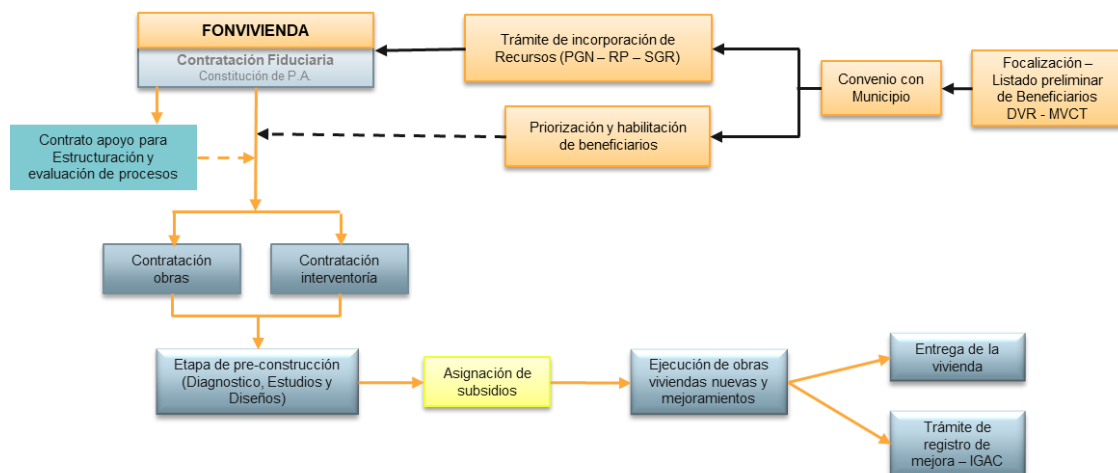 FONVIVIENDA
Contratación Fiduciaria
Constitución de P.A.
Trámite de incorporación de
Recursos (PGN – RP – SGR)
Convenio con
Municipio
Focalización –
Listado preliminar
de Beneficiarios
DVR - MVCT
Priorización y habilitación
de beneficiarios
Contrato apoyo para
Estructuración y
evaluación de procesos
Contratación
obras
Contratación
interventoría
Etapa de pre-construcción
(Diagnostico, Estudios y
Diseños)
Asignación de
subsidios
Ejecución de obras
viviendas nuevas y
mejoramientos
Entrega de la
vivienda
Trámite de
registro de
mejora – IGAC